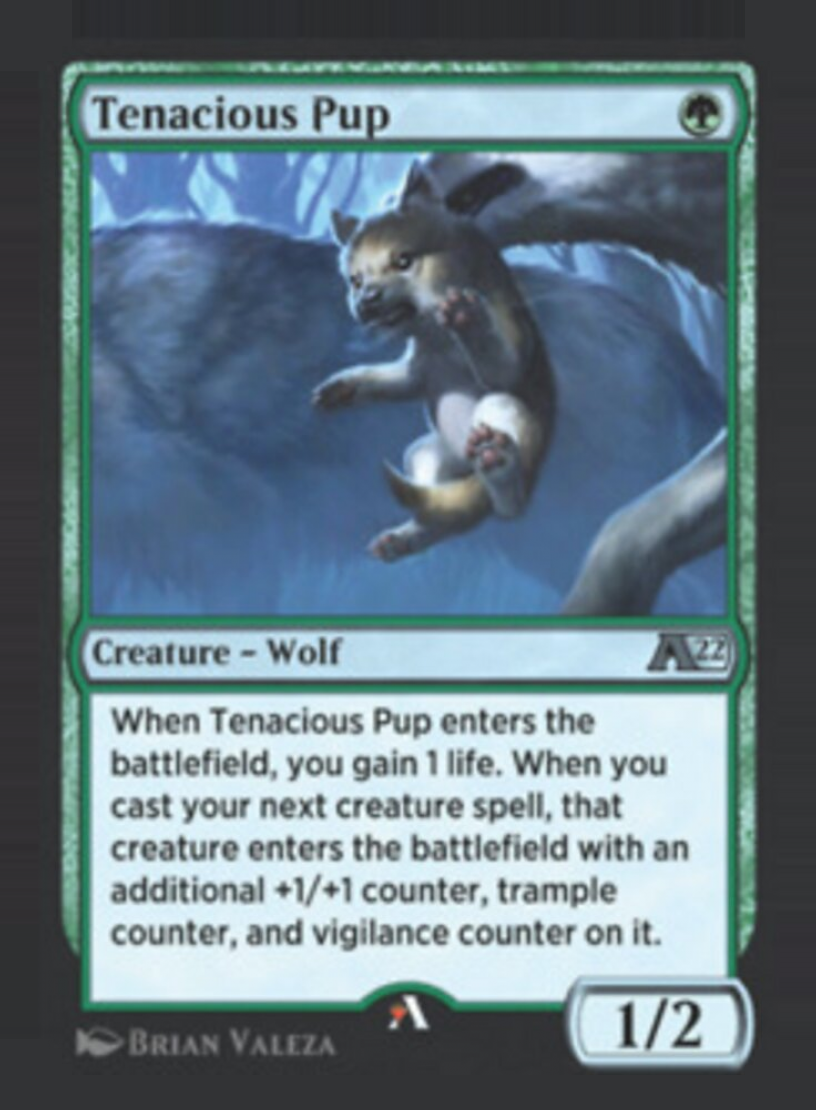 Tenacious Pup
Creature – Wolf
A22
When Tenacious Pup enters the
battlefield, you gain 1 life. When you
cast your next creature spell, that
creature enters the battlefield with an
additional +1/+1 counter, trample
counter, and vigilance counter on it.
1/2
Brian Valeza